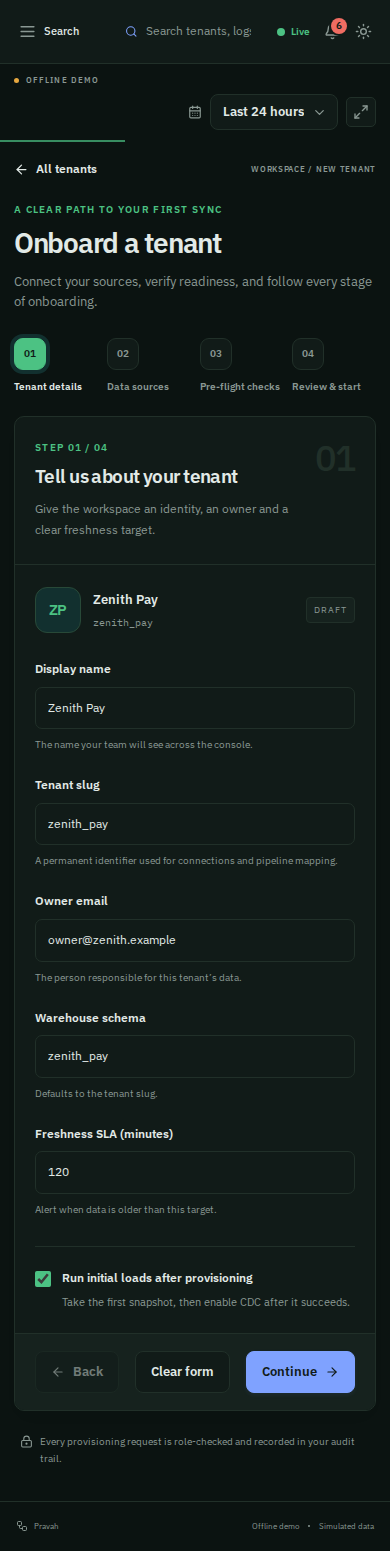 Search
Search tenants, logs
Live
6
OFFLINE DEMO
Last 24 hours
All tenants
WORKSPACE / NEW TENANT
A CLEAR PATH TO YOUR FIRST SYNC
Onboard a tenant
Connect your sources, verify readiness, and follow every stage
of onboarding.
01
02
03
04
Tenant details
Data sources
Pre-flight checks
Review & start
STEP 01 / 04
01
Tell us about your tenant
Give the workspace an identity, an owner and a
clear freshness target.
ZP
Zenith Pay
zenith_pay
DRAFT
Display name
Zenith Pay
The name your team will see across the console.
Tenant slug
zenith_pay
A permanent identifier used for connections and pipeline mapping.
Owner email
owner@zenith.example
The person responsible for this tenant's data.
Warehouse schema
zenith_pay
Defaults to the tenant slug.
Freshness SLA (minutes)
120
Alert when data is older than this target.
Run initial loads after provisioning
Take the first snapshot, then enable CDC after it succeeds.
Back
Clear form
Continue
Every provisioning request is role-checked and recorded in your audit
trail.
Pravah
Offline demo • Simulated data